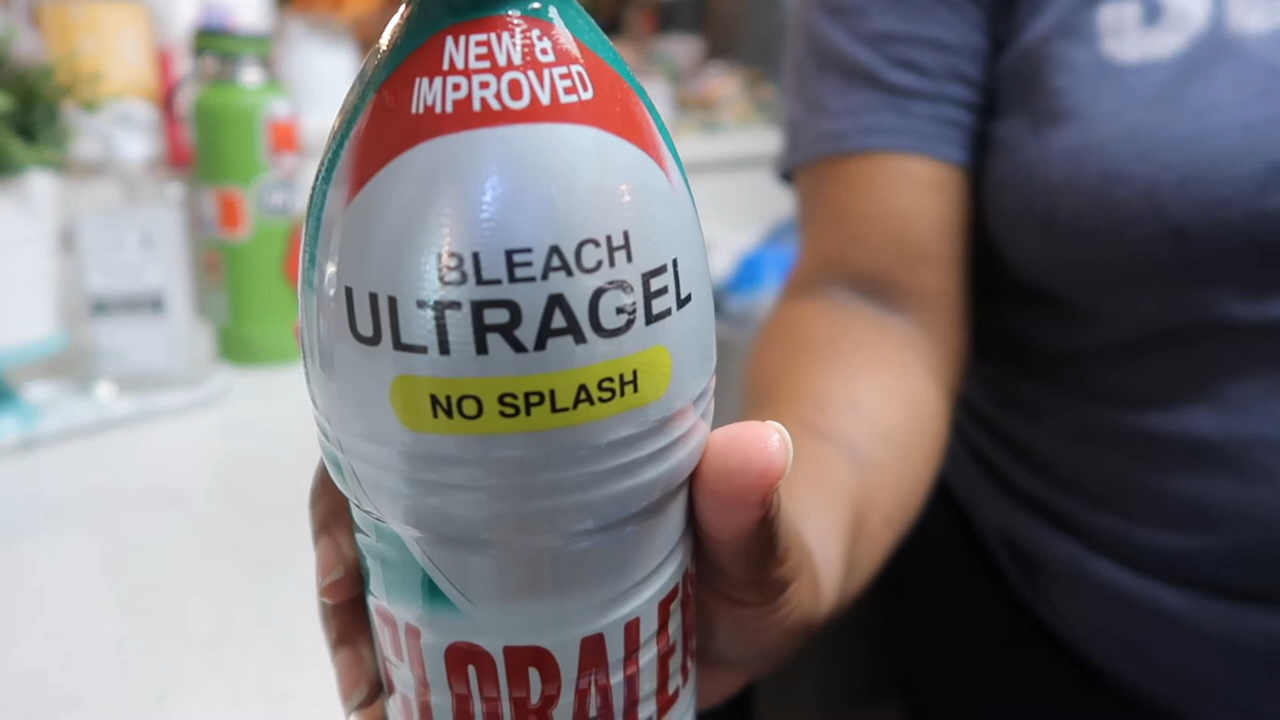 NEW &
IMPROVED
BLEACH
ULTRAGEL
NO SPLASH